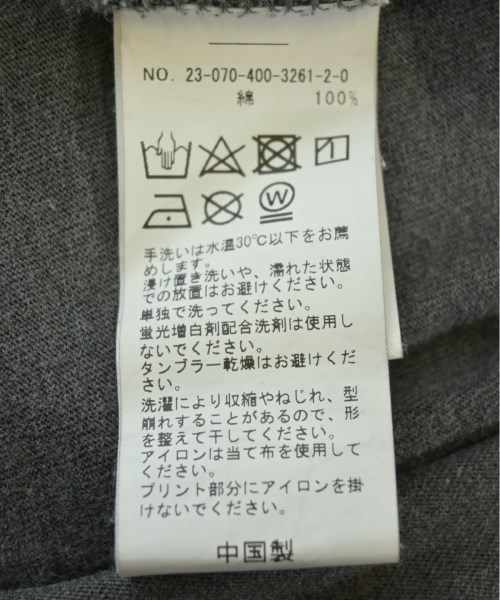 NO. 23-070-400-3261-2-0
綿 100%
W
手洗いは水温30℃以下をお薦
めします。
浸け置き洗いや、濡れた状態
での放置はお避けください。
単独で洗ってください。
蛍光増白剤配合洗剤は使用し
ないでください。
タンブラー乾燥はお避けくだ
さい。
洗濯により収縮やねじれ、型
崩れすることがあるので、形
を整えて干してください。
アイロンは当て布を使用して
ください。
プリント部分にアイロンを掛
けないでください。
中国製